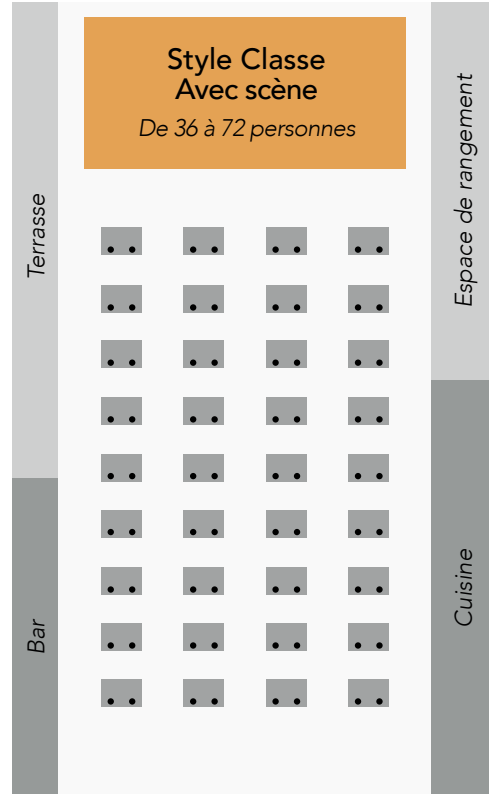 Style Classe
Avec scène
De 36 à 72 personnes
Terrasse
Espace de rangement
Bar
Cuisine